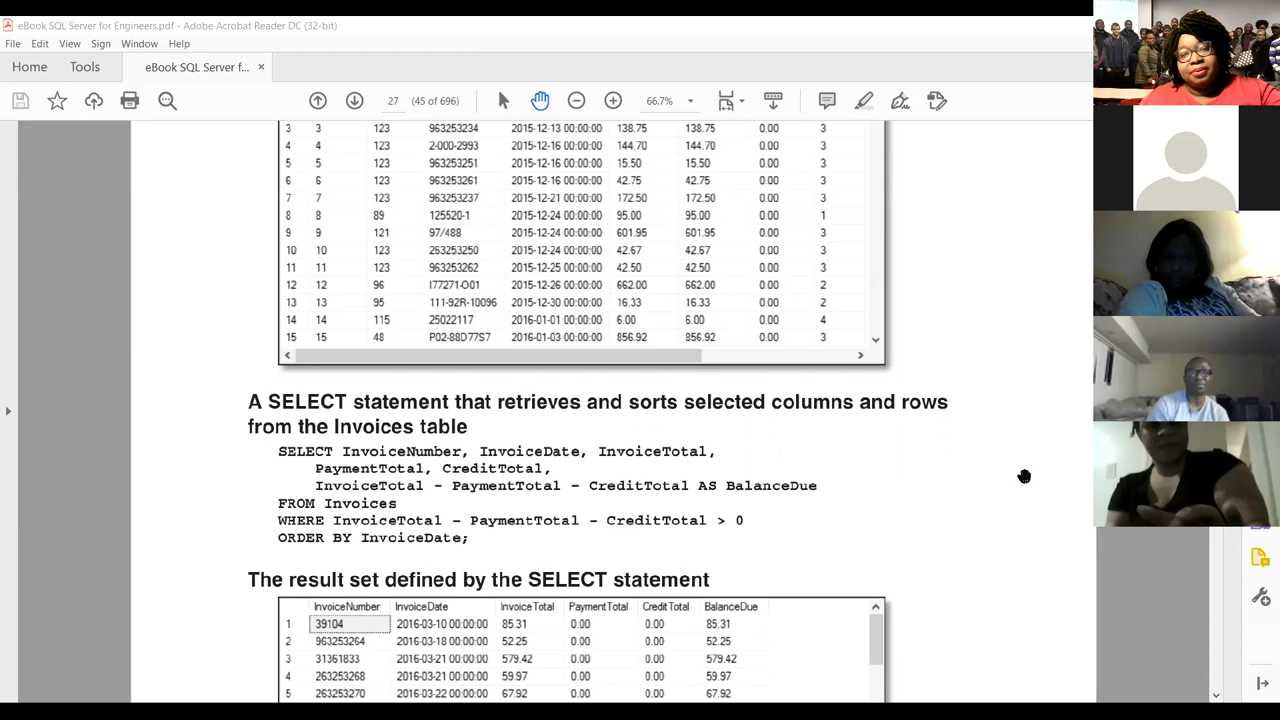 eBook SQL Server for Engineers.pdf - Adobe Acrobat Reader DC (32-bit)
File Edit View Sign Window Help
Home Tools eBook SQL Server f... ×
27 (45 of 696) 66.7%
3 3 123 963253234 2015-12-13 00:00:00 138.75 138.75 0.00 3
4 4 123 2-000-2993 2015-12-16 00:00:00 144.70 144.70 0.00 3
5 5 123 963253251 2015-12-16 00:00:00 15.50 15.50 0.00 3
6 6 123 963253261 2015-12-16 00:00:00 42.75 42.75 0.00 3
7 7 123 963253237 2015-12-21 00:00:00 172.50 172.50 0.00 3
8 8 89 125520-1 2015-12-24 00:00:00 95.00 95.00 0.00 1
9 9 121 97/488 2015-12-24 00:00:00 601.95 601.95 0.00 3
10 10 123 263253250 2015-12-24 00:00:00 42.67 42.67 0.00 3
11 11 123 963253262 2015-12-25 00:00:00 42.50 42.50 0.00 3
12 12 96 I77271-O01 2015-12-26 00:00:00 662.00 662.00 0.00 2
13 13 95 111-92R-10096 2015-12-30 00:00:00 16.33 16.33 0.00 2
14 14 115 25022117 2016-01-01 00:00:00 6.00 6.00 0.00 4
15 15 48 P02-88D77S7 2016-01-03 00:00:00 856.92 856.92 0.00 3
A SELECT statement that retrieves and sorts selected columns and rows
from the Invoices table
SELECT InvoiceNumber, InvoiceDate, InvoiceTotal,
PaymentTotal, CreditTotal,
InvoiceTotal - PaymentTotal - CreditTotal AS BalanceDue
FROM Invoices
WHERE InvoiceTotal - PaymentTotal - CreditTotal > 0
ORDER BY InvoiceDate;
The result set defined by the SELECT statement
InvoiceNumber InvoiceDate InvoiceTotal PaymentTotal CreditTotal BalanceDue
1 39104 2016-03-10 00:00:00 85.31 0.00 0.00 85.31
2 963253264 2016-03-18 00:00:00 52.25 0.00 0.00 52.25
3 31361833 2016-03-21 00:00:00 579.42 0.00 0.00 579.42
4 263253268 2016-03-21 00:00:00 59.97 0.00 0.00 59.97
5 263253270 2016-03-22 00:00:00 67.92 0.00 0.00 67.92